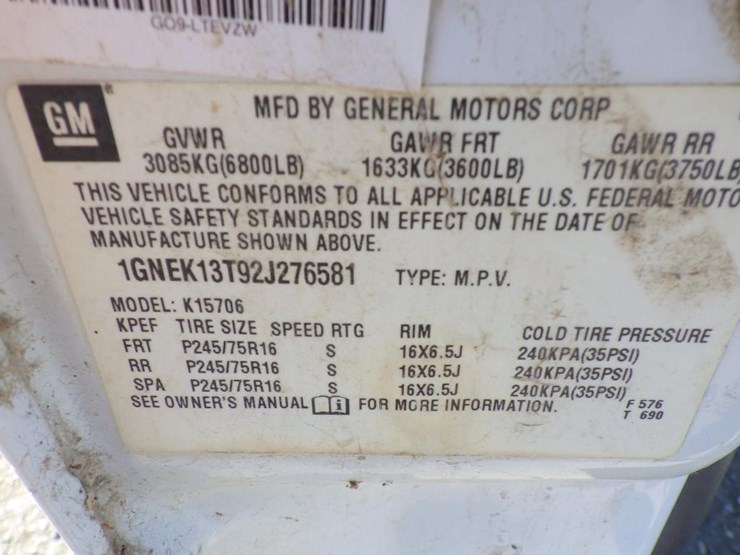 GO9-LTEVZW
GM
MFD BY GENERAL MOTORS CORP
GVWR GAWR FRT GAWR RR
3085KG(6800LB) 1633KG(3600LB) 1701KG(3750LB
THIS VEHICLE CONFORMS TO ALL APPLICABLE U.S. FEDERAL MOTO
VEHICLE SAFETY STANDARDS IN EFFECT ON THE DATE OF
MANUFACTURE SHOWN ABOVE.
1GNEK13T92J276581 TYPE: M.P.V.
MODEL: K15706
KPEF TIRE SIZE SPEED RTG RIM COLD TIRE PRESSURE
FRT P245/75R16 S 16X6.5J 240KPA(35PSI)
RR P245/75R16 S 16X6.5J 240KPA(35PSI)
SPA P245/75R16 S 16X6.5J 240KPA(35PSI)
SEE OWNER'S MANUAL i FOR MORE INFORMATION. F 576
T 690